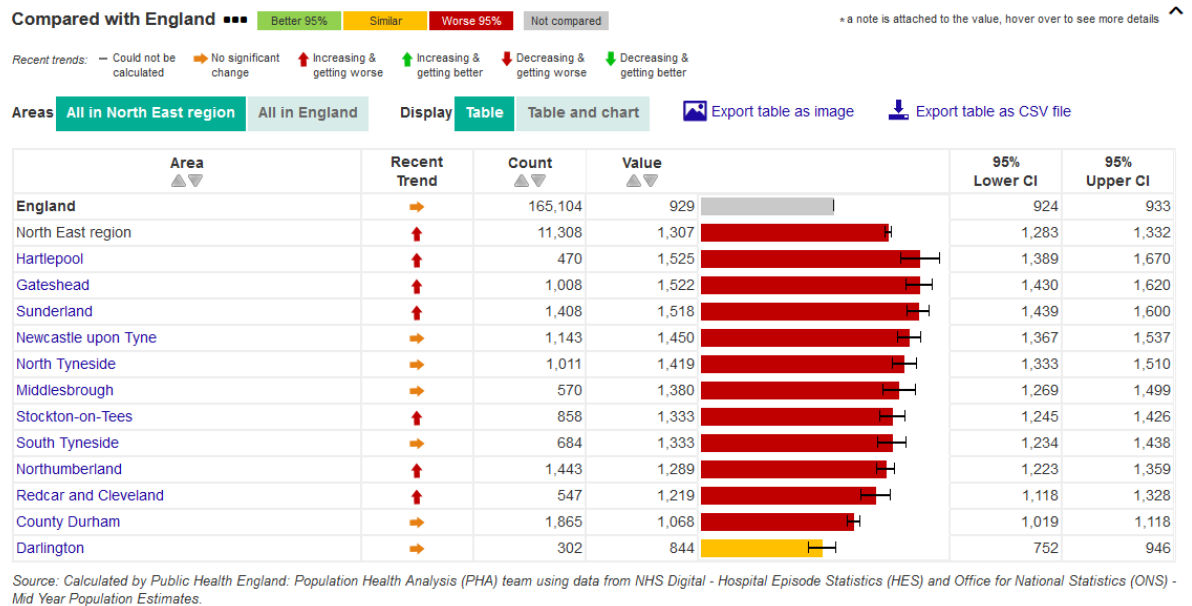 Compared with England Better 95% Similar Worse 95% Not compared * a note is attached to the value, hover over to see more details
Recent trends: Could not be calculated No significant change Increasing & getting worse Increasing & getting better Decreasing & getting worse Decreasing & getting better
Areas All in North East region All in England Display Table Table and chart Export table as image Export table as CSV file
Area Recent Trend Count Value 95% Lower CI 95% Upper CI
England 165,104 929 924 933
North East region 11,308 1,307 1,283 1,332
Hartlepool 470 1,525 1,389 1,670
Gateshead 1,008 1,522 1,430 1,620
Sunderland 1,408 1,518 1,439 1,600
Newcastle upon Tyne 1,143 1,450 1,367 1,537
North Tyneside 1,011 1,419 1,333 1,510
Middlesbrough 570 1,380 1,269 1,499
Stockton-on-Tees 858 1,333 1,245 1,426
South Tyneside 684 1,333 1,234 1,438
Northumberland 1,443 1,289 1,223 1,359
Redcar and Cleveland 547 1,219 1,118 1,328
County Durham 1,865 1,068 1,019 1,118
Darlington 302 844 752 946
Source: Calculated by Public Health England: Population Health Analysis (PHA) team using data from NHS Digital - Hospital Episode Statistics (HES) and Office for National Statistics (ONS) -
Mid Year Population Estimates.